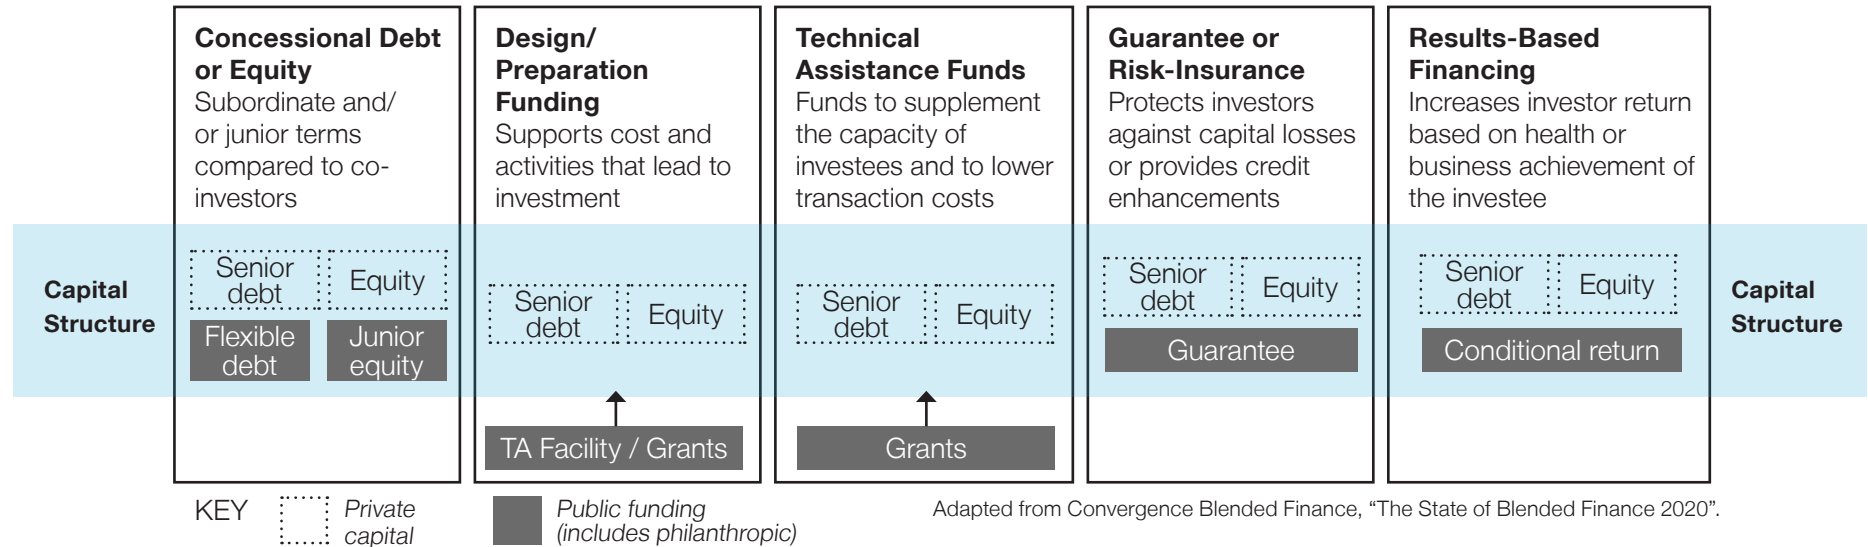 Concessional Debt
or Equity
Subordinate and/
or junior terms
compared to co-
investors
Design/
Preparation
Funding
Supports cost and
activities that lead to
investment
Technical
Assistance Funds
Funds to supplement
the capacity of
investees and to lower
transaction costs
Guarantee or
Risk-Insurance
Protects investors
against capital losses
or provides credit
enhancements
Results-Based
Financing
Increases investor return
based on health or
business achievement of
the investee
Capital
Structure
Senior
debt
Equity
Flexible
debt
Junior
equity
Senior
debt
Equity
TA Facility / Grants
Senior
debt
Equity
Grants
Senior
debt
Equity
Guarantee
Senior
debt
Equity
Conditional return
Capital
Structure
KEY
Private
capital
Public funding
(includes philanthropic)
Adapted from Convergence Blended Finance, “The State of Blended Finance 2020”.